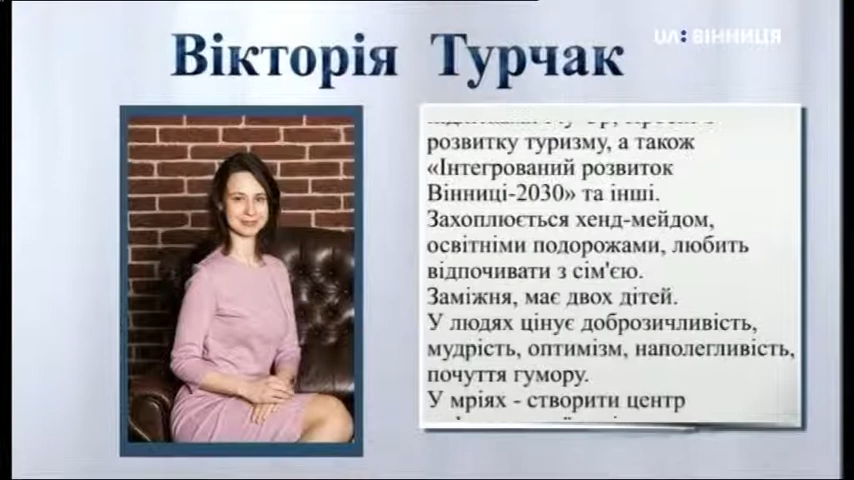 UA: ВІННИЦЯ
Вікторія Турчак
розвитку туризму, а також
«Інтегрований розвиток
Вінниці-2030» та інші.
Захоплюється хенд-мейдом,
освітніми подорожами, любить
відпочивати з сім'єю.
Заміжня, має двох дітей.
У людях цінує доброзичливість,
мудрість, оптимізм, наполегливість,
почуття гумору.
У мріях - створити центр